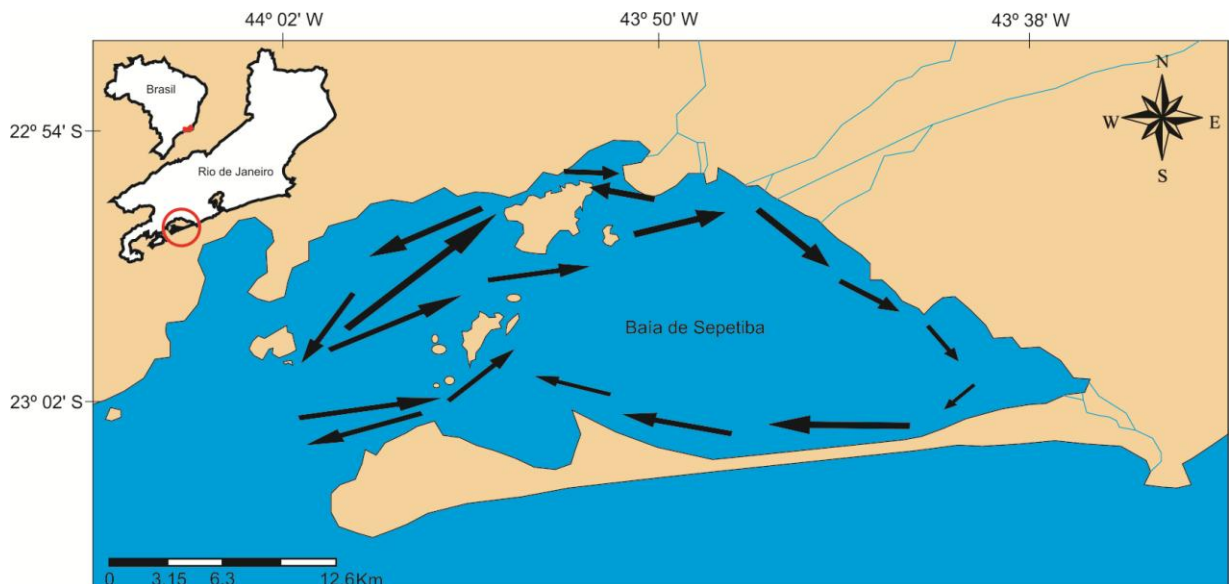 44º 02' W
43º 50' W
43º 38' W
22º 54' S
23º 02' S
Brasil
Rio de Janeiro
N
W
E
S
Baía de Sepetiba
0
3.15
6.3
12.6Km